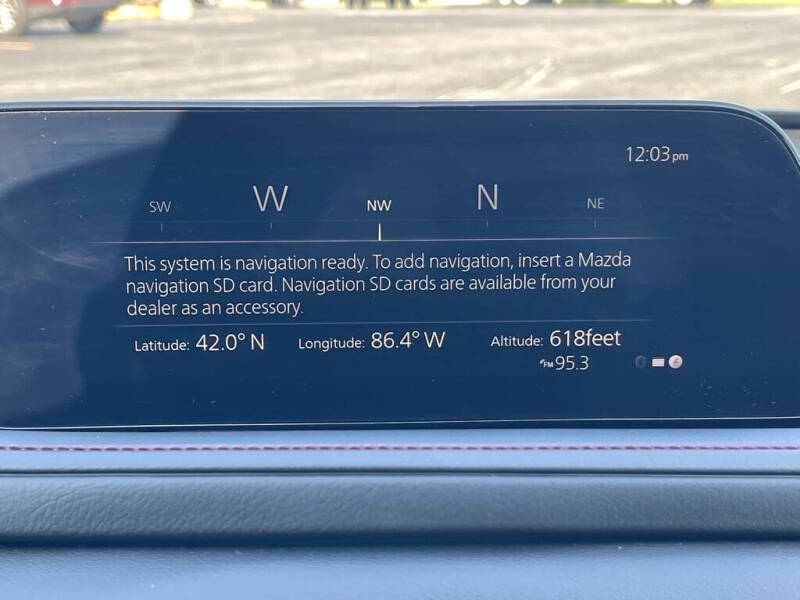 12:03pm
SW W NW N NE
This system is navigation ready. To add navigation, insert a Mazda
navigation SD card. Navigation SD cards are available from your
dealer as an accessory.
Latitude: 42.0° N Longitude: 86.4° W Altitude: 618feet
FM 95.3